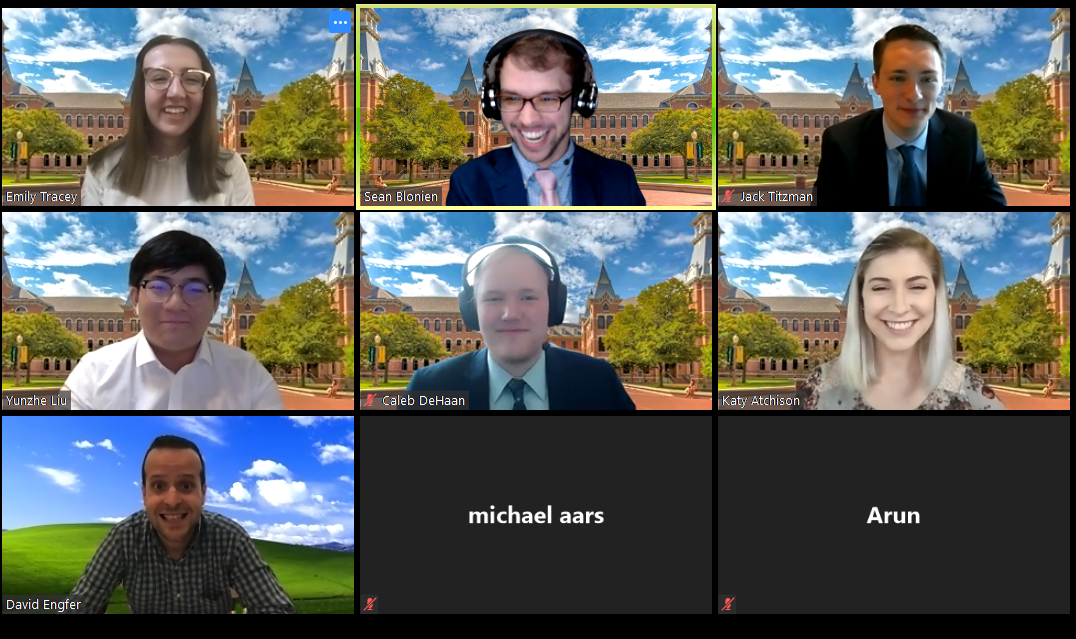 Emily Tracey
Sean Blonien
Jack Titzman
Yunzhe Liu
Caleb DeHaan
Katy Atchison
David Engfer
michael aars
Arun